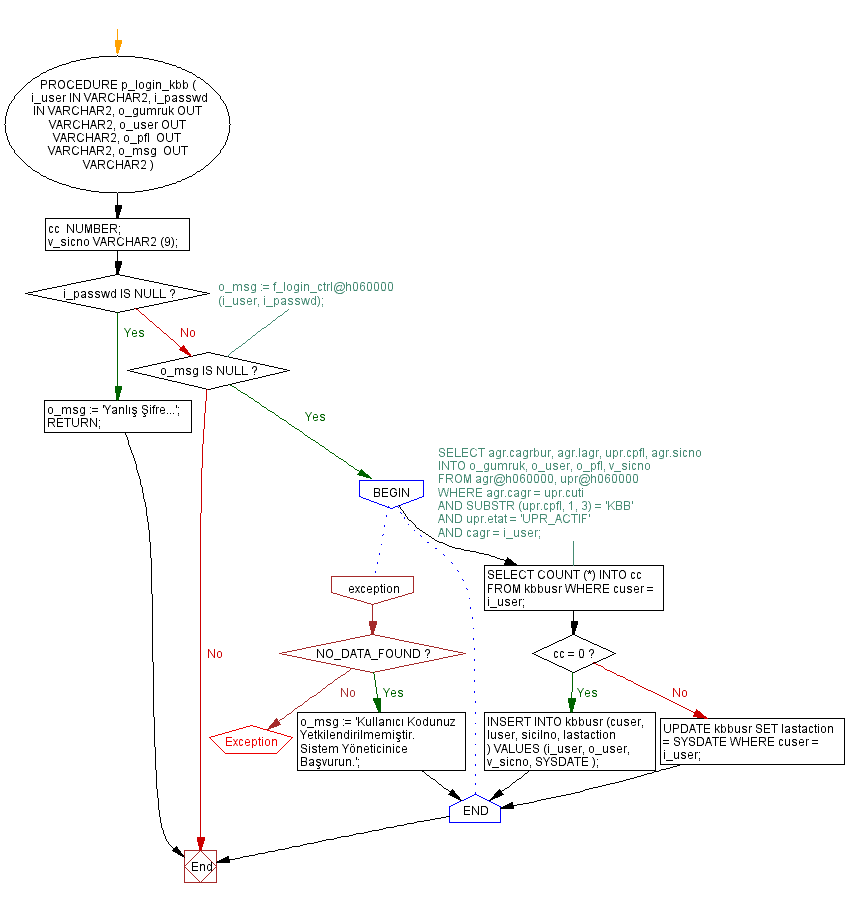 PROCEDURE p_login_kbb (
i_user IN VARCHAR2, i_passwd
IN VARCHAR2, o_gumruk OUT
VARCHAR2, o_user OUT
VARCHAR2, o_pfl  OUT
VARCHAR2, o_msg  OUT
VARCHAR2 )
cc  NUMBER;
v_sicno VARCHAR2 (9);
i_passwd IS NULL ?
o_msg := f_login_ctrl@h060000
(i_user, i_passwd);
Yes
No
o_msg IS NULL ?
o_msg := 'Yanlış Şifre...';
RETURN;
Yes
SELECT agr.cagrbur, agr.lagr, upr.cpfl, agr.sicno
INTO o_gumruk, o_user, o_pfl, v_sicno
FROM agr@h060000, upr@h060000
WHERE agr.cagr = upr.cuti
AND SUBSTR (upr.cpfl, 1, 3) = 'KBB'
AND upr.etat = 'UPR_ACTIF'
AND cagr = i_user;
BEGIN
exception
SELECT COUNT (*) INTO cc
FROM kbbusr WHERE cuser =
i_user;
No
NO_DATA_FOUND ?
cc = 0 ?
No
Yes
Yes
No
Exception
o_msg := 'Kullanıcı Kodunuz
Yetkilendirilmemiştir.
Sistem Yöneticinice
Başvurun.';
INSERT INTO kbbusr (cuser,
luser, sicilno, lastaction
) VALUES (i_user, o_user,
v_sicno, SYSDATE );
UPDATE kbbusr SET lastaction
= SYSDATE WHERE cuser =
i_user;
END
End